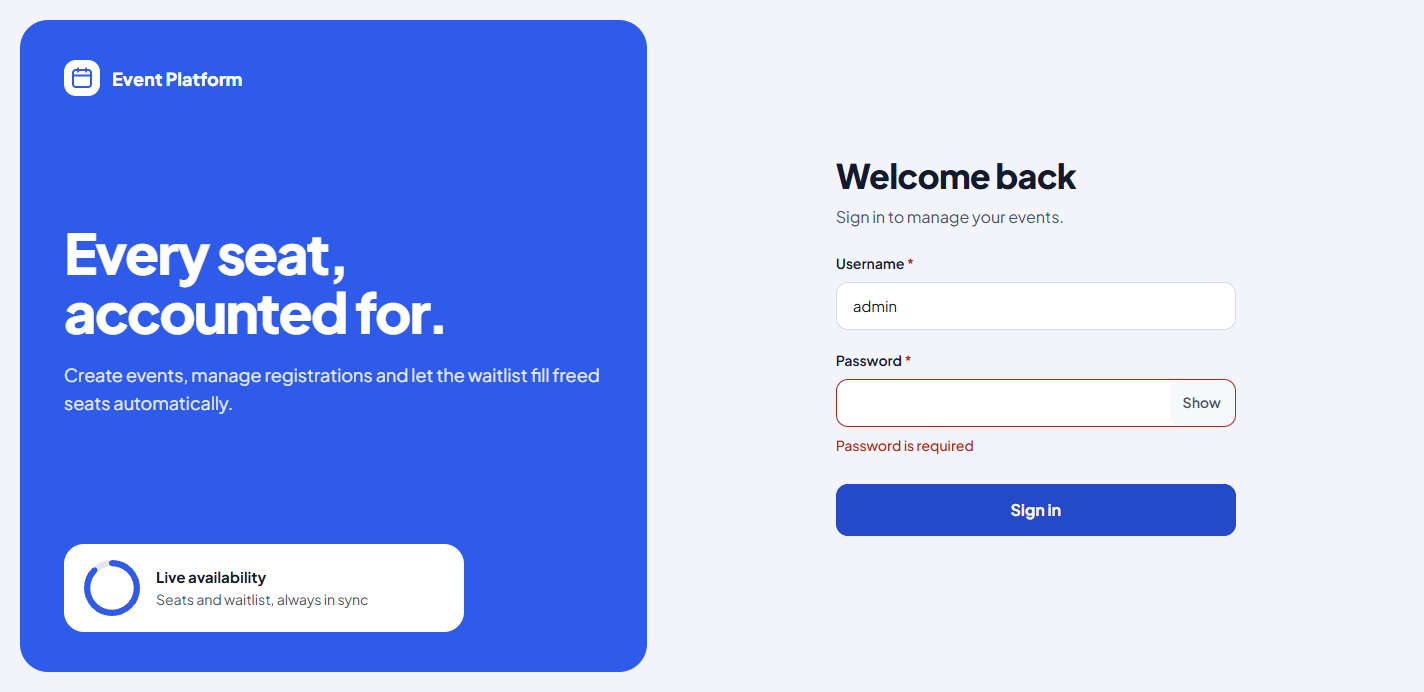 Event Platform
Every seat,
accounted for.
Create events, manage registrations and let the waitlist fill freed
seats automatically.
Live availability
Seats and waitlist, always in sync
Welcome back
Sign in to manage your events.
Username *
admin
Password *
Show
Password is required
Sign in